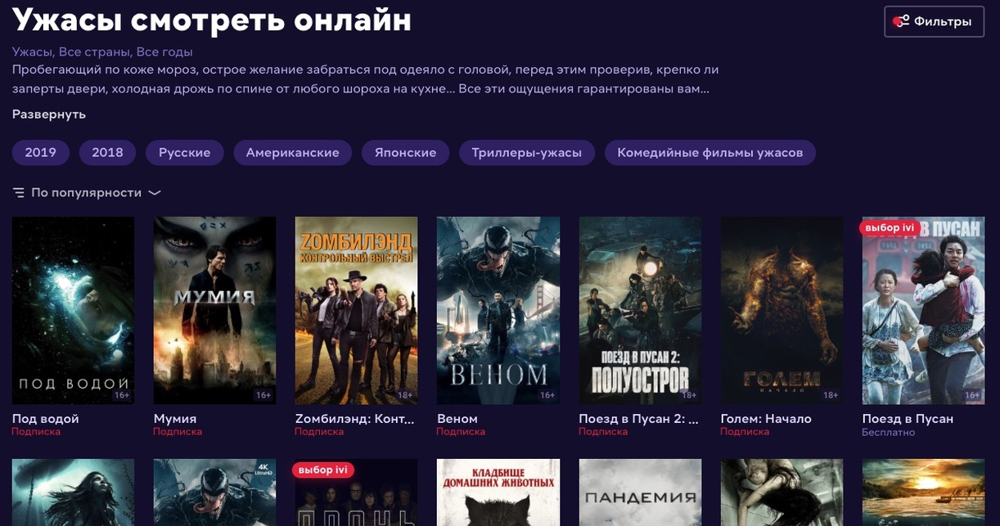 Ужасы смотреть онлайн
Фильтры
Ужасы, Все страны, Все годы
Пробегающий по коже мороз, острое желание забраться под одеяло с головой, перед этим проверив, крепко ли
заперты двери, холодная дрожь по спине от любого шороха на кухне... Все эти ощущения гарантированы вам...
Развернуть
2019
2018
Русские
Американские
Японские
Триллеры-ужасы
Комедийные фильмы ужасов
По популярности
ПОД ВОДОЙ
16+
МУМИЯ
16+
ZОМБИЛЭНД
КОНТРОЛЬНЫЙ ВЫСТРЕЛ
18+
ВЕНОМ
16+
ПОЕЗД В ПУСАН 2:
ПОЛУОСТРОВ
18+
ГОЛЕМ
НАЧАЛО
18+
выбор ivi
В ПУСАН
16+
Под водой
Подписка
Мумия
Подписка
Zомбилэнд: Конт...
Подписка
Веном
Подписка
Поезд в Пусан 2: ...
Подписка
Голем: Начало
Подписка
Поезд в Пусан
Бесплатно
4K
UltraHD
выбор ivi
КЛАДБИЩЕ
ДОМАШНИХ ЖИВОТНЫХ
ПАНДЕМИЯ